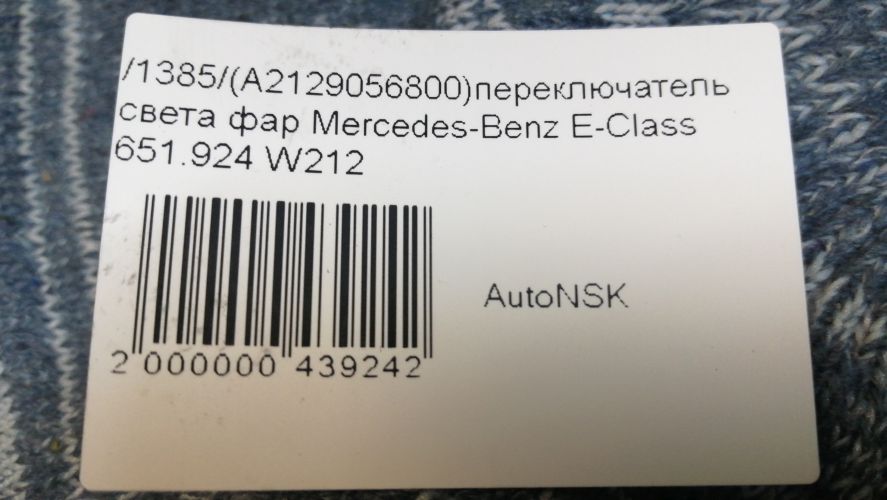 /1385/(A2129056800)переключатель
света фар Mercedes-Benz E-Class
651.924 W212
AutoNSK
2 000000 439242